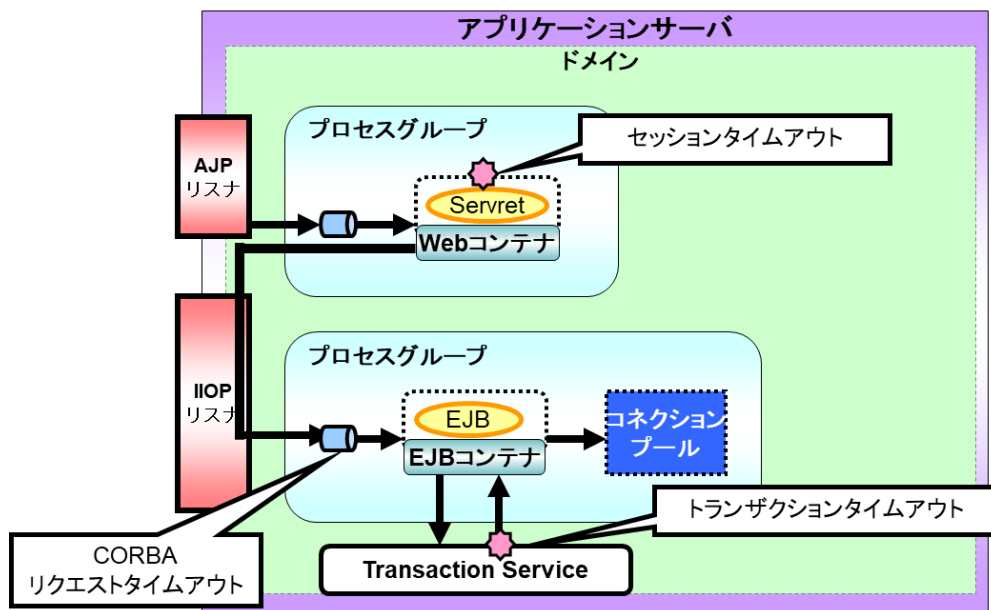 アプリケーションサーバ
ドメイン
プロセスグループ
セッションタイムアウト
AJP
リスナ
Servret
Webコンテナ
プロセスグループ
IIOP
リスナ
EJB
EJBコンテナ
コネクション
プール
トランザクションタイムアウト
CORBA
リクエストタイムアウト
Transaction Service